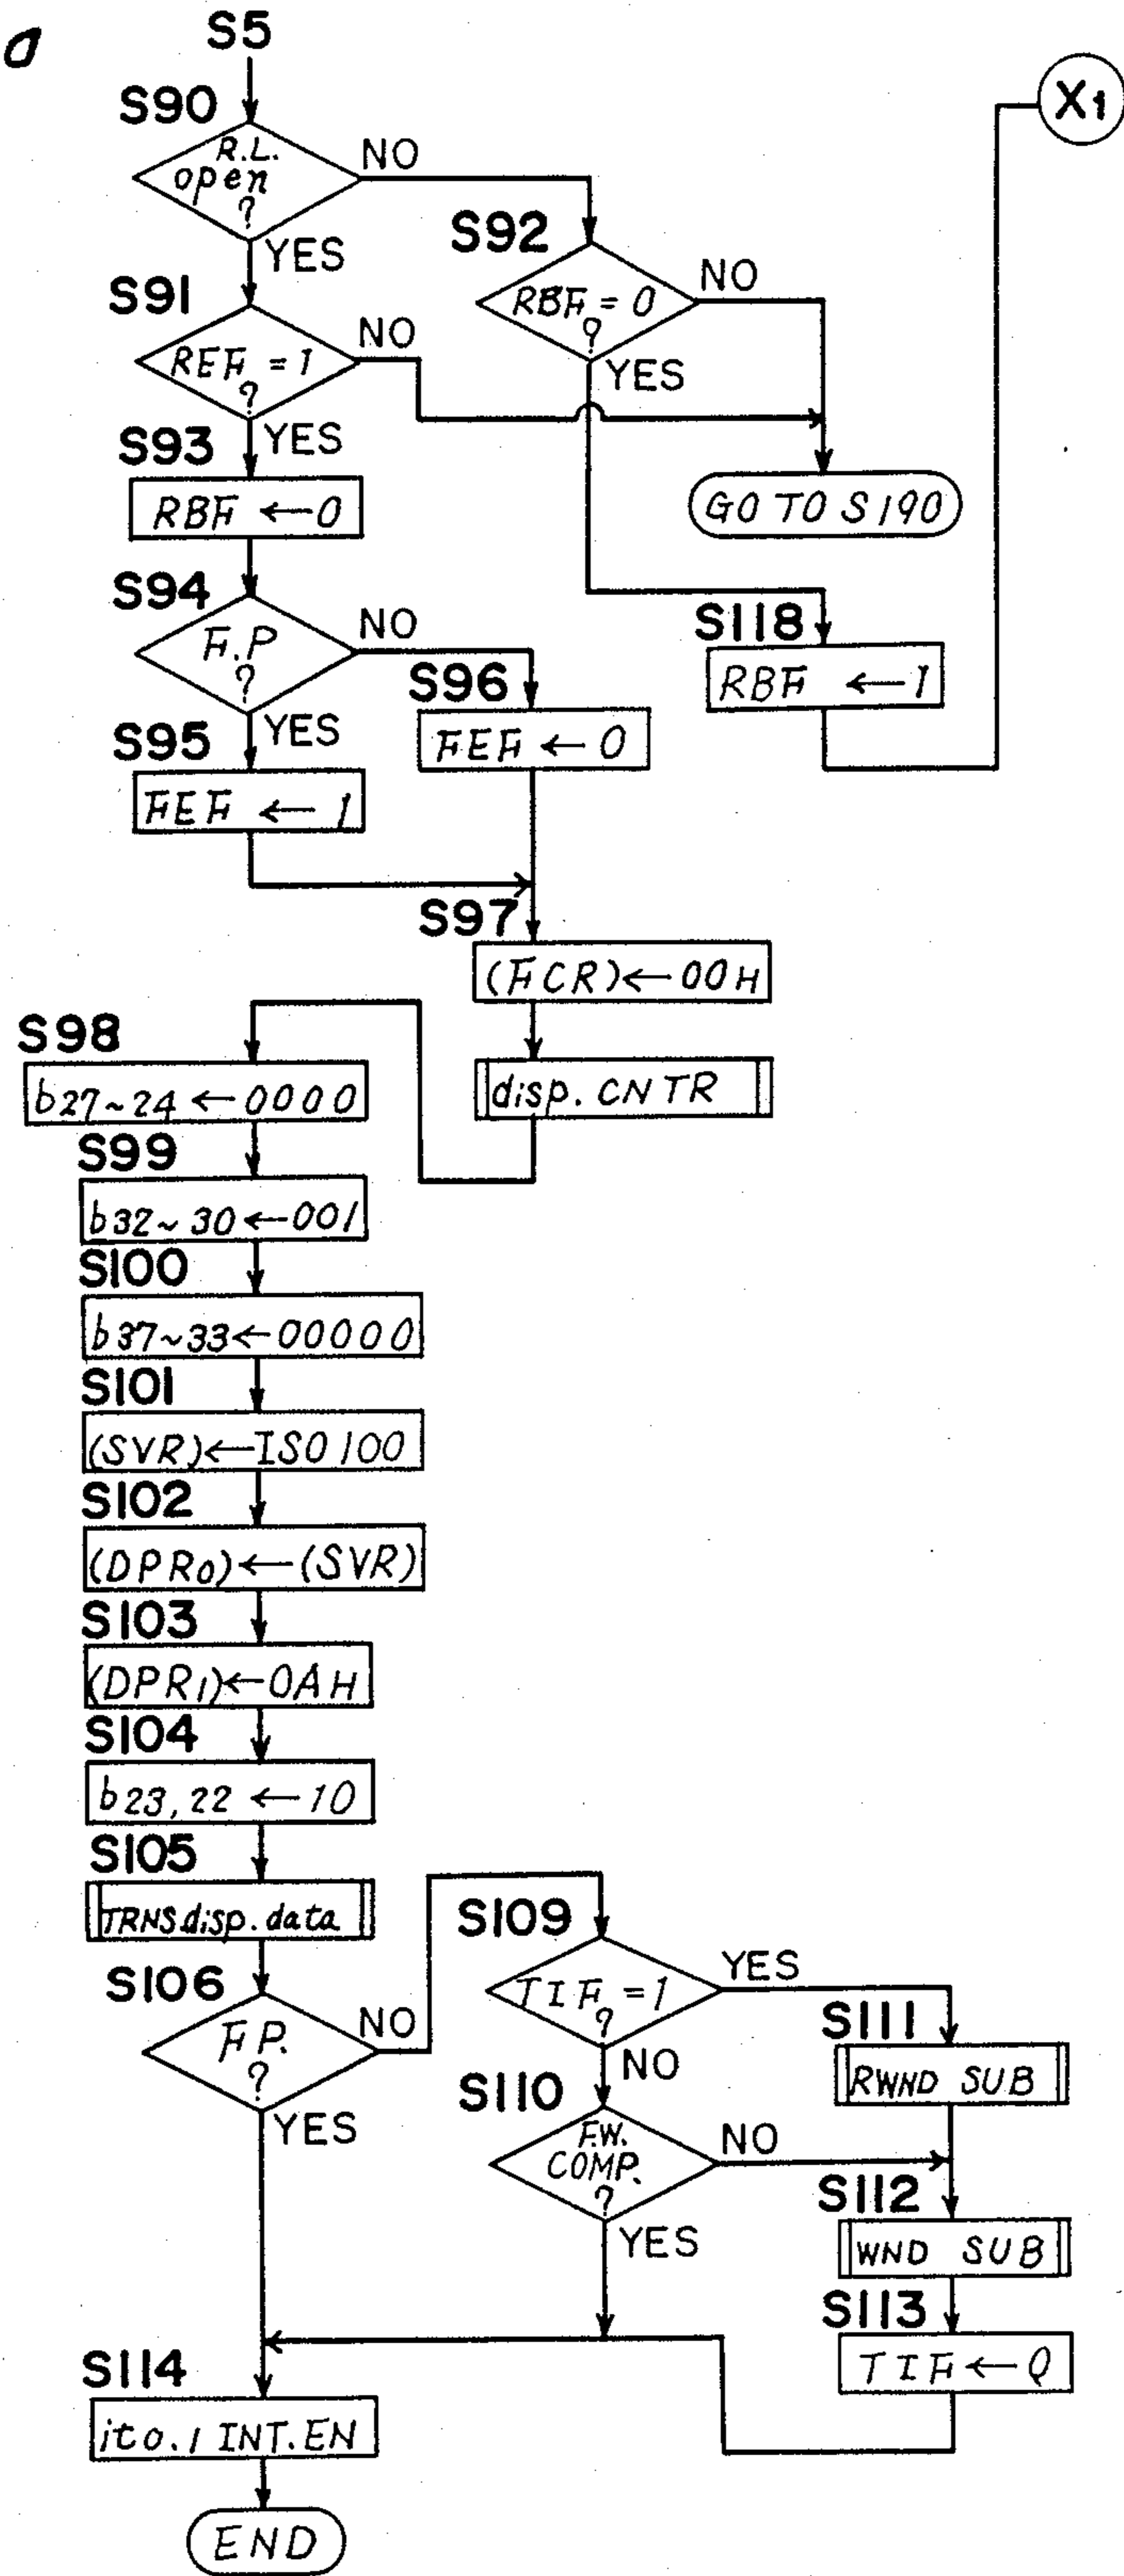 a
S5
X1
S90
R.L.
open
?
NO
YES
S92
RBF = 0
?
NO
YES
S91
REF = 1
?
NO
YES
GO TO S190
S93
RBF ← 0
S94
F.P
?
NO
YES
S118
RBF ← 1
S96
FEF ← 0
S95
FEF ← 1
S97
(FCR) ← 00H
disp. CNTR
S98
b27~24 ← 0000
S99
b32~30 ← 001
S100
b37~33 ← 00000
S101
(SVR) ← ISO 100
S102
(DPR0) ← (SVR)
S103
(DPR1) ← 0AH
S104
b23,22 ← 10
S105
TRNS disp. data
S106
F P.
?
NO
YES
S109
TIF = 1
?
YES
NO
S111
RWND SUB
S110
F.W.
COMP.
?
NO
YES
S112
WND SUB
S113
TIF ← 0
S114
it0.1 INT.EN
END